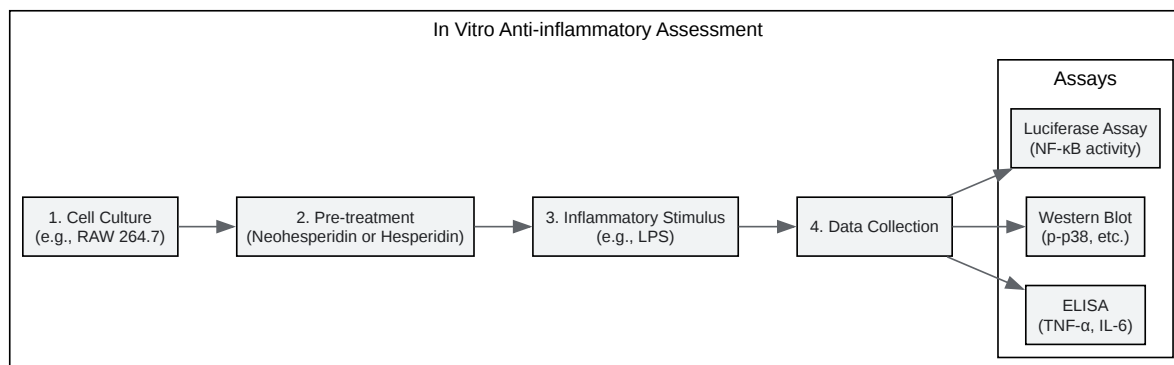 In Vitro Anti-inflammatory Assessment
Assays
Luciferase Assay
(NF-κB activity)
1. Cell Culture
(e.g., RAW 264.7)
2. Pre-treatment
(Neohesperidin or Hesperidin)
3. Inflammatory Stimulus
(e.g., LPS)
4. Data Collection
Western Blot
(p-p38, etc.)
ELISA
(TNF-α, IL-6)